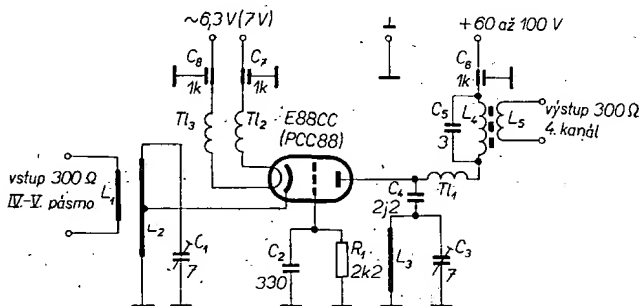 ~6,3 V (7 V)
+60 až 100 V
C8
1k
C7
1k
C6
1k
Tl3
Tl2
E88CC
(PCC88)
C5
3
L4
L5
výstup 300 Ω
4. kanál
vstup 300 Ω
IV.-V. pásmo
L1
L2
C1
7
C4
2j2
Tl1
C2
330
R1
2k2
L3
C3
7